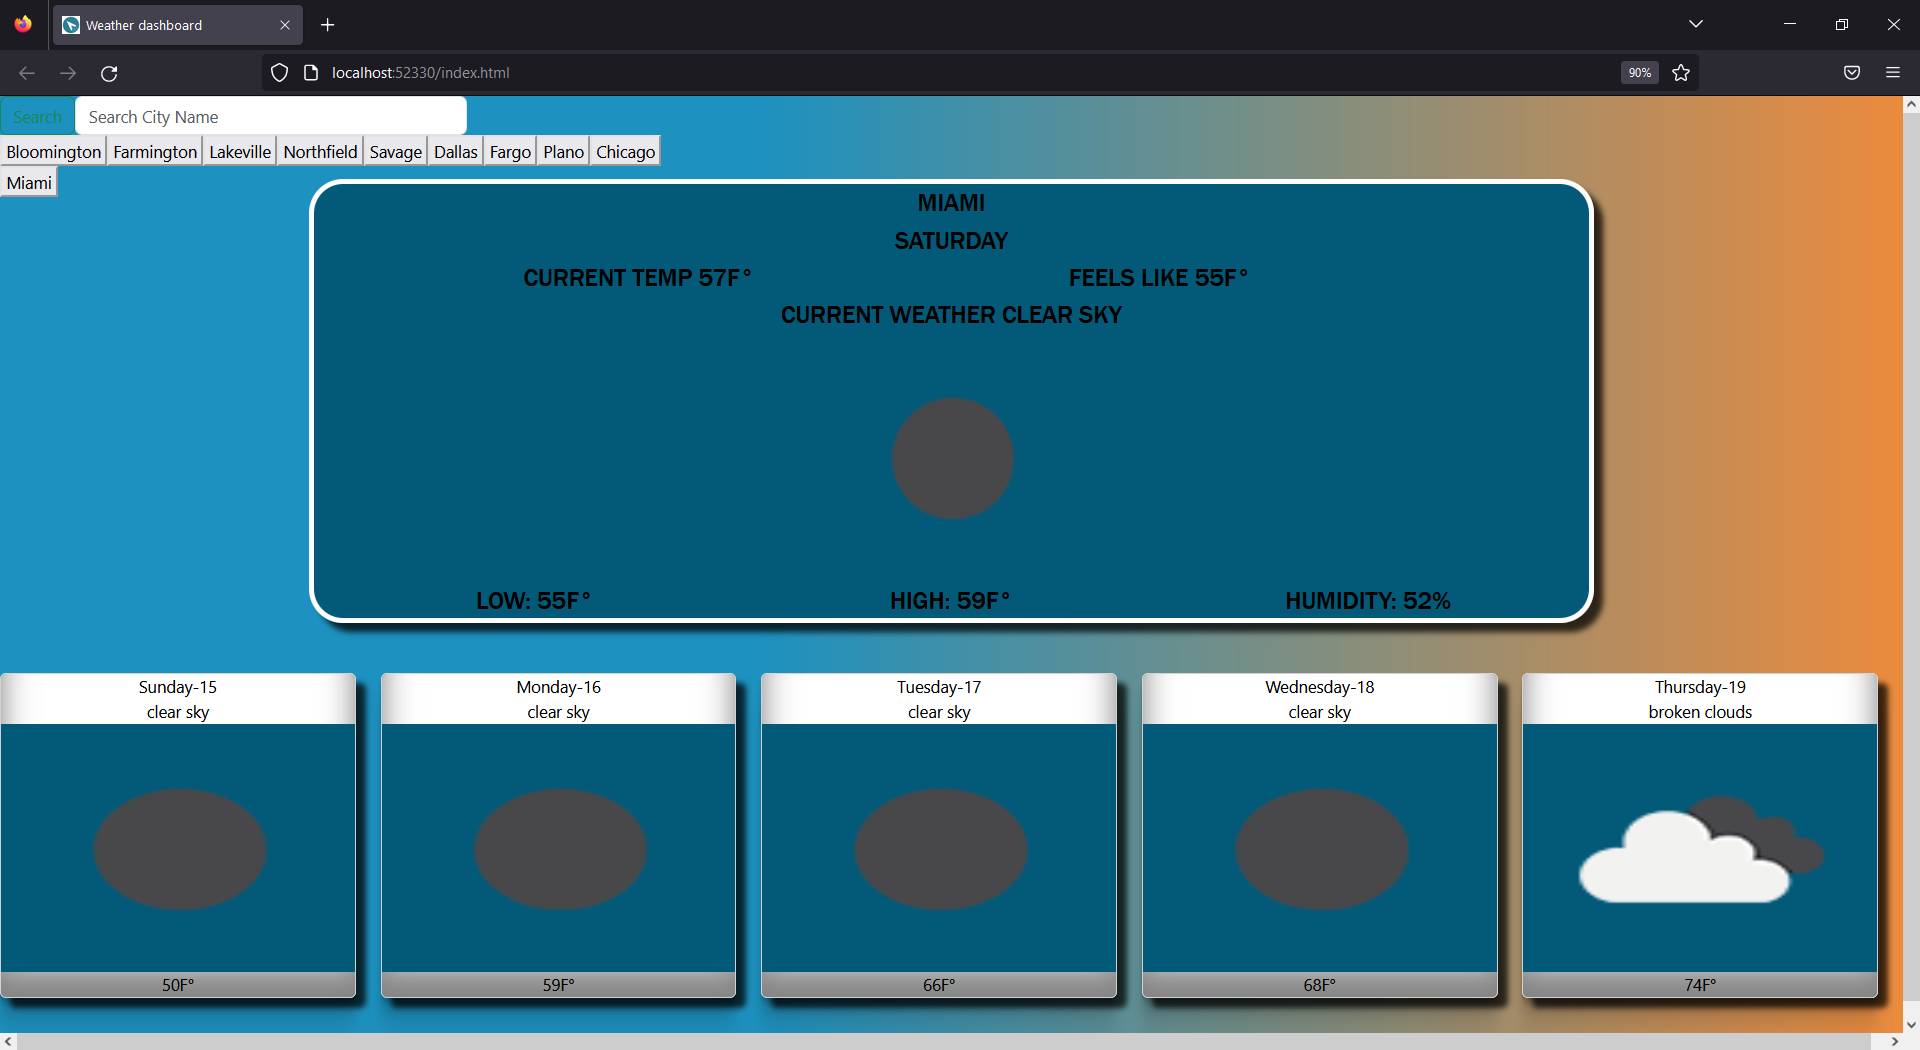 Weather dashboard
localhost:52330/index.html
90%
Search
Search City Name
Bloomington Farmington Lakeville Northfield Savage Dallas Fargo Plano Chicago
Miami
MIAMI
SATURDAY
CURRENT TEMP 57F° FEELS LIKE 55F°
CURRENT WEATHER CLEAR SKY
LOW: 55F° HIGH: 59F° HUMIDITY: 52%
Sunday-15
clear sky
50F°
Monday-16
clear sky
59F°
Tuesday-17
clear sky
66F°
Wednesday-18
clear sky
68F°
Thursday-19
broken clouds
74F°